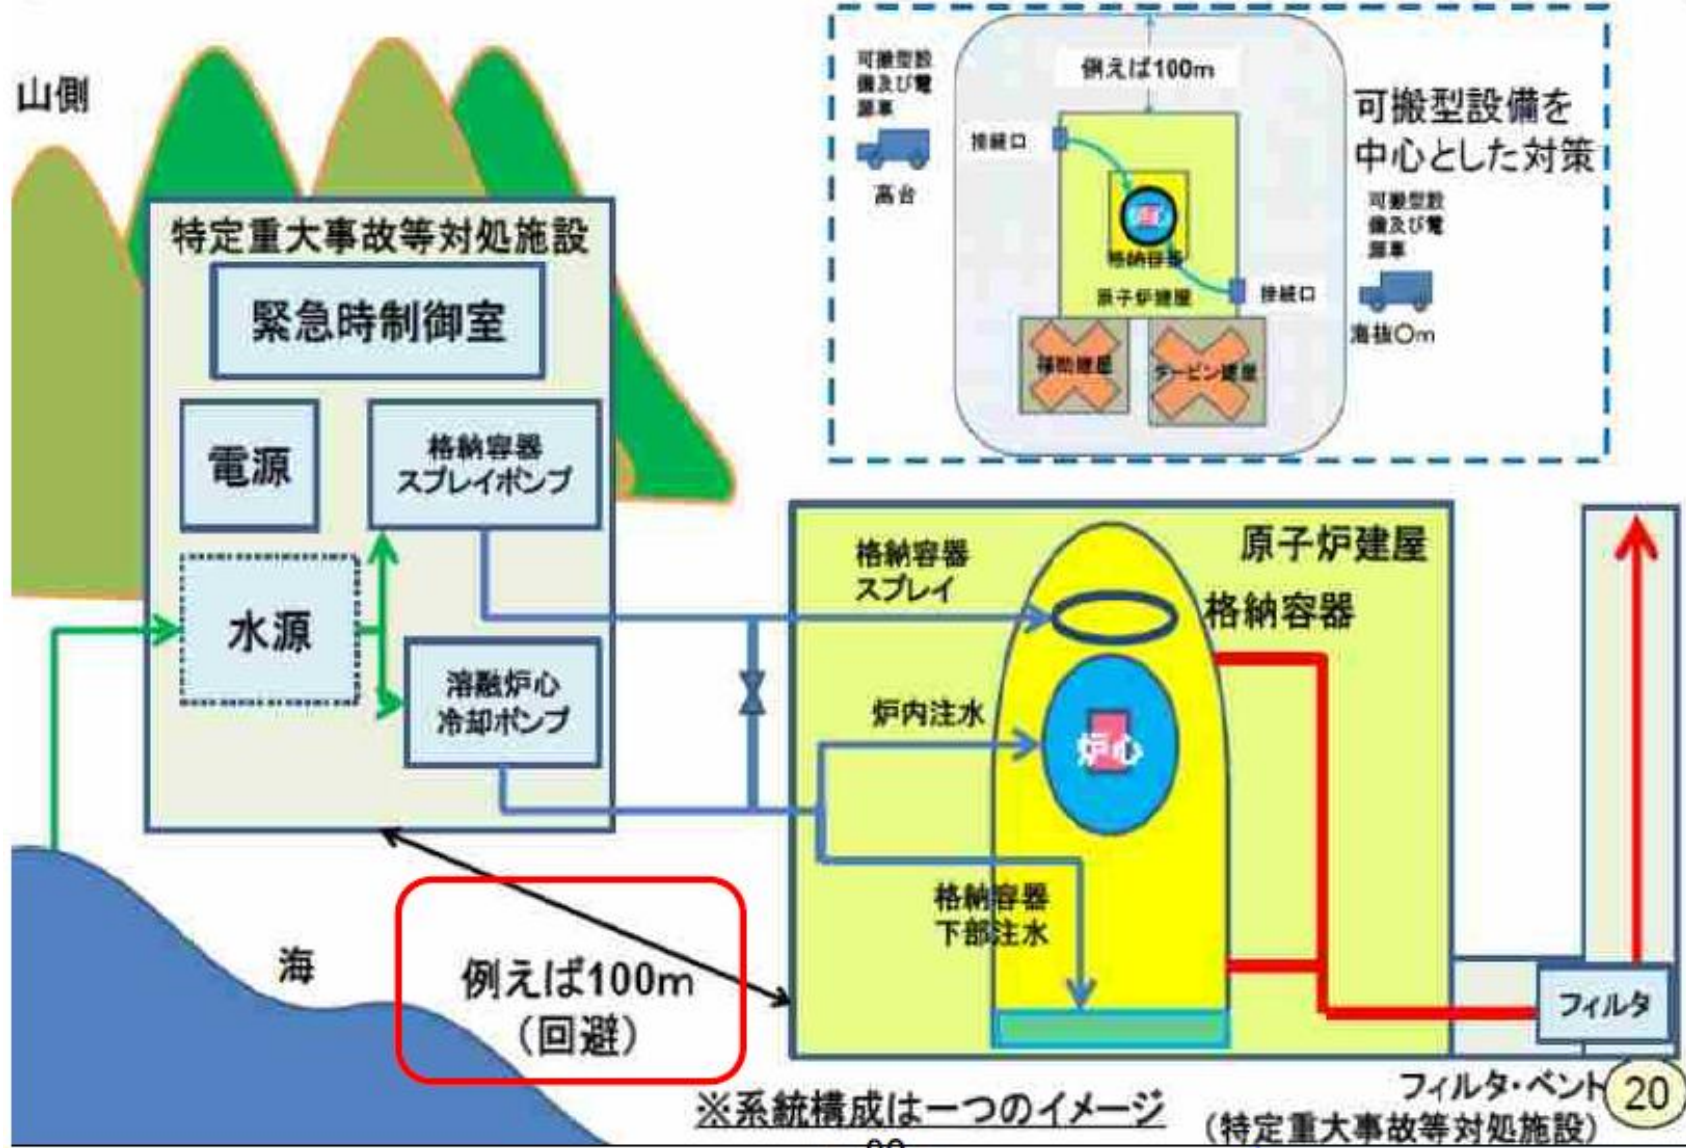 山側
特定重大事故等対処施設
緊急時制御室
電源
格納容器
スプレイポンプ
水源
溶融炉心
冷却ポンプ
海
例えば100m
(回避)
可搬型設
備及び電
源車
高台
例えば100m
接続口
格納容器
原子炉建屋
接続口
補助建屋
タービン建屋
可搬型設備を
中心とした対策
可搬型設
備及び電
源車
海抜〇m
格納容器
スプレイ
原子炉建屋
格納容器
炉内注水
炉心
格納容器
下部注水
フィルタ
フィルタ・ベント
(特定重大事故等対処施設)
20
※系統構成は一つのイメージ